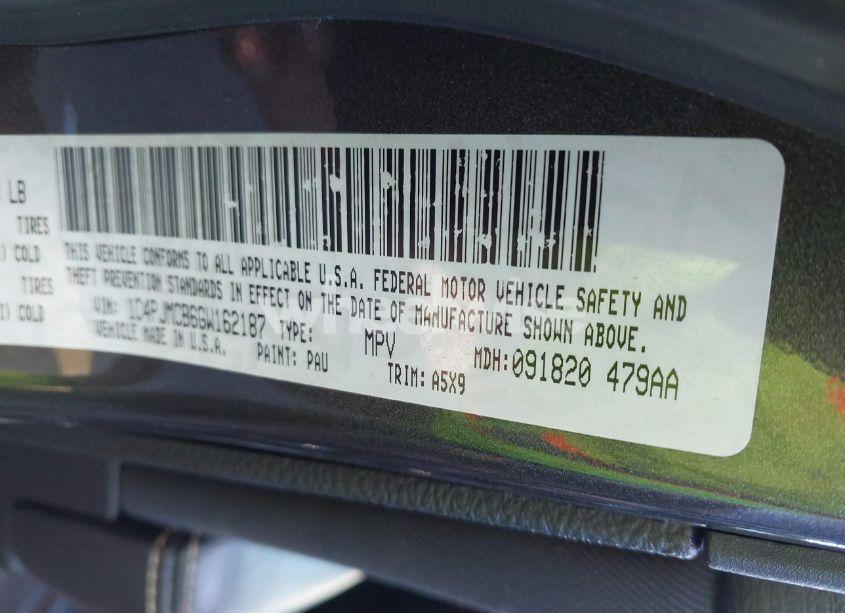 LB
TIRES
) COLD
TIRES
I) COLD
THIS VEHICLE CONFORMS TO ALL APPLICABLE U.S.A. FEDERAL MOTOR VEHICLE SAFETY AND
THEFT PREVENTION STANDARDS IN EFFECT ON THE DATE OF MANUFACTURE SHOWN ABOVE.
VIN: 1C4PJMCB6GW162187 TYPE: MPV MDH:091820 479AA
VEHICLE MADE IN U.S.A. PAINT: PAU TRIM: A5X9